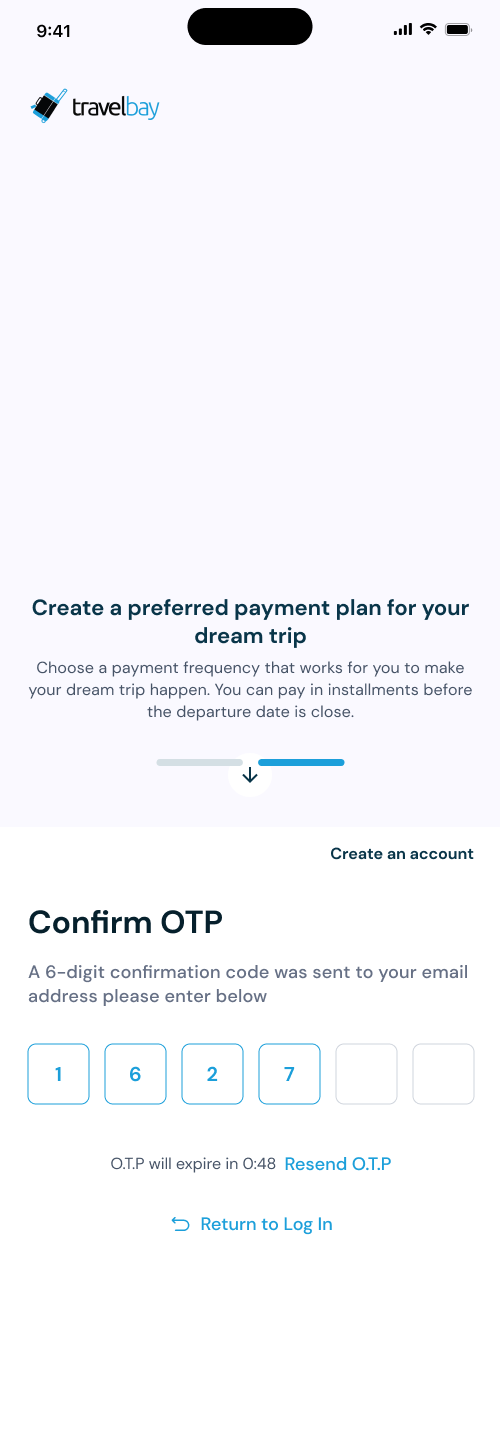 9:41
travelbay
Create a preferred payment plan for your
dream trip
Choose a payment frequency that works for you to make
your dream trip happen. You can pay in installments before
the departure date is close.
Create an account
Confirm OTP
A 6-digit confirmation code was sent to your email
address please enter below
1 6 2 7
O.T.P will expire in 0:48 Resend O.T.P
Return to Log In